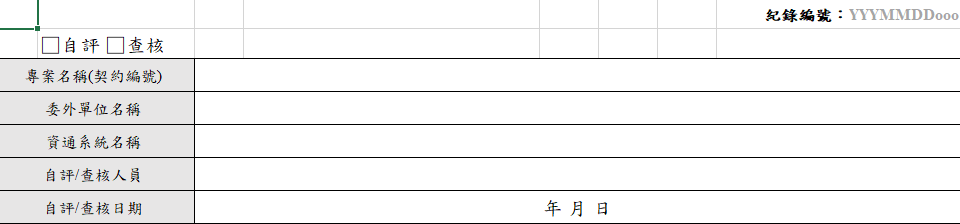 紀錄編號：YYYMMDDooo
□自評 □查核
專案名稱(契約編號)
委外單位名稱
資通系統名稱
自評/查核人員
自評/查核日期 年 月 日